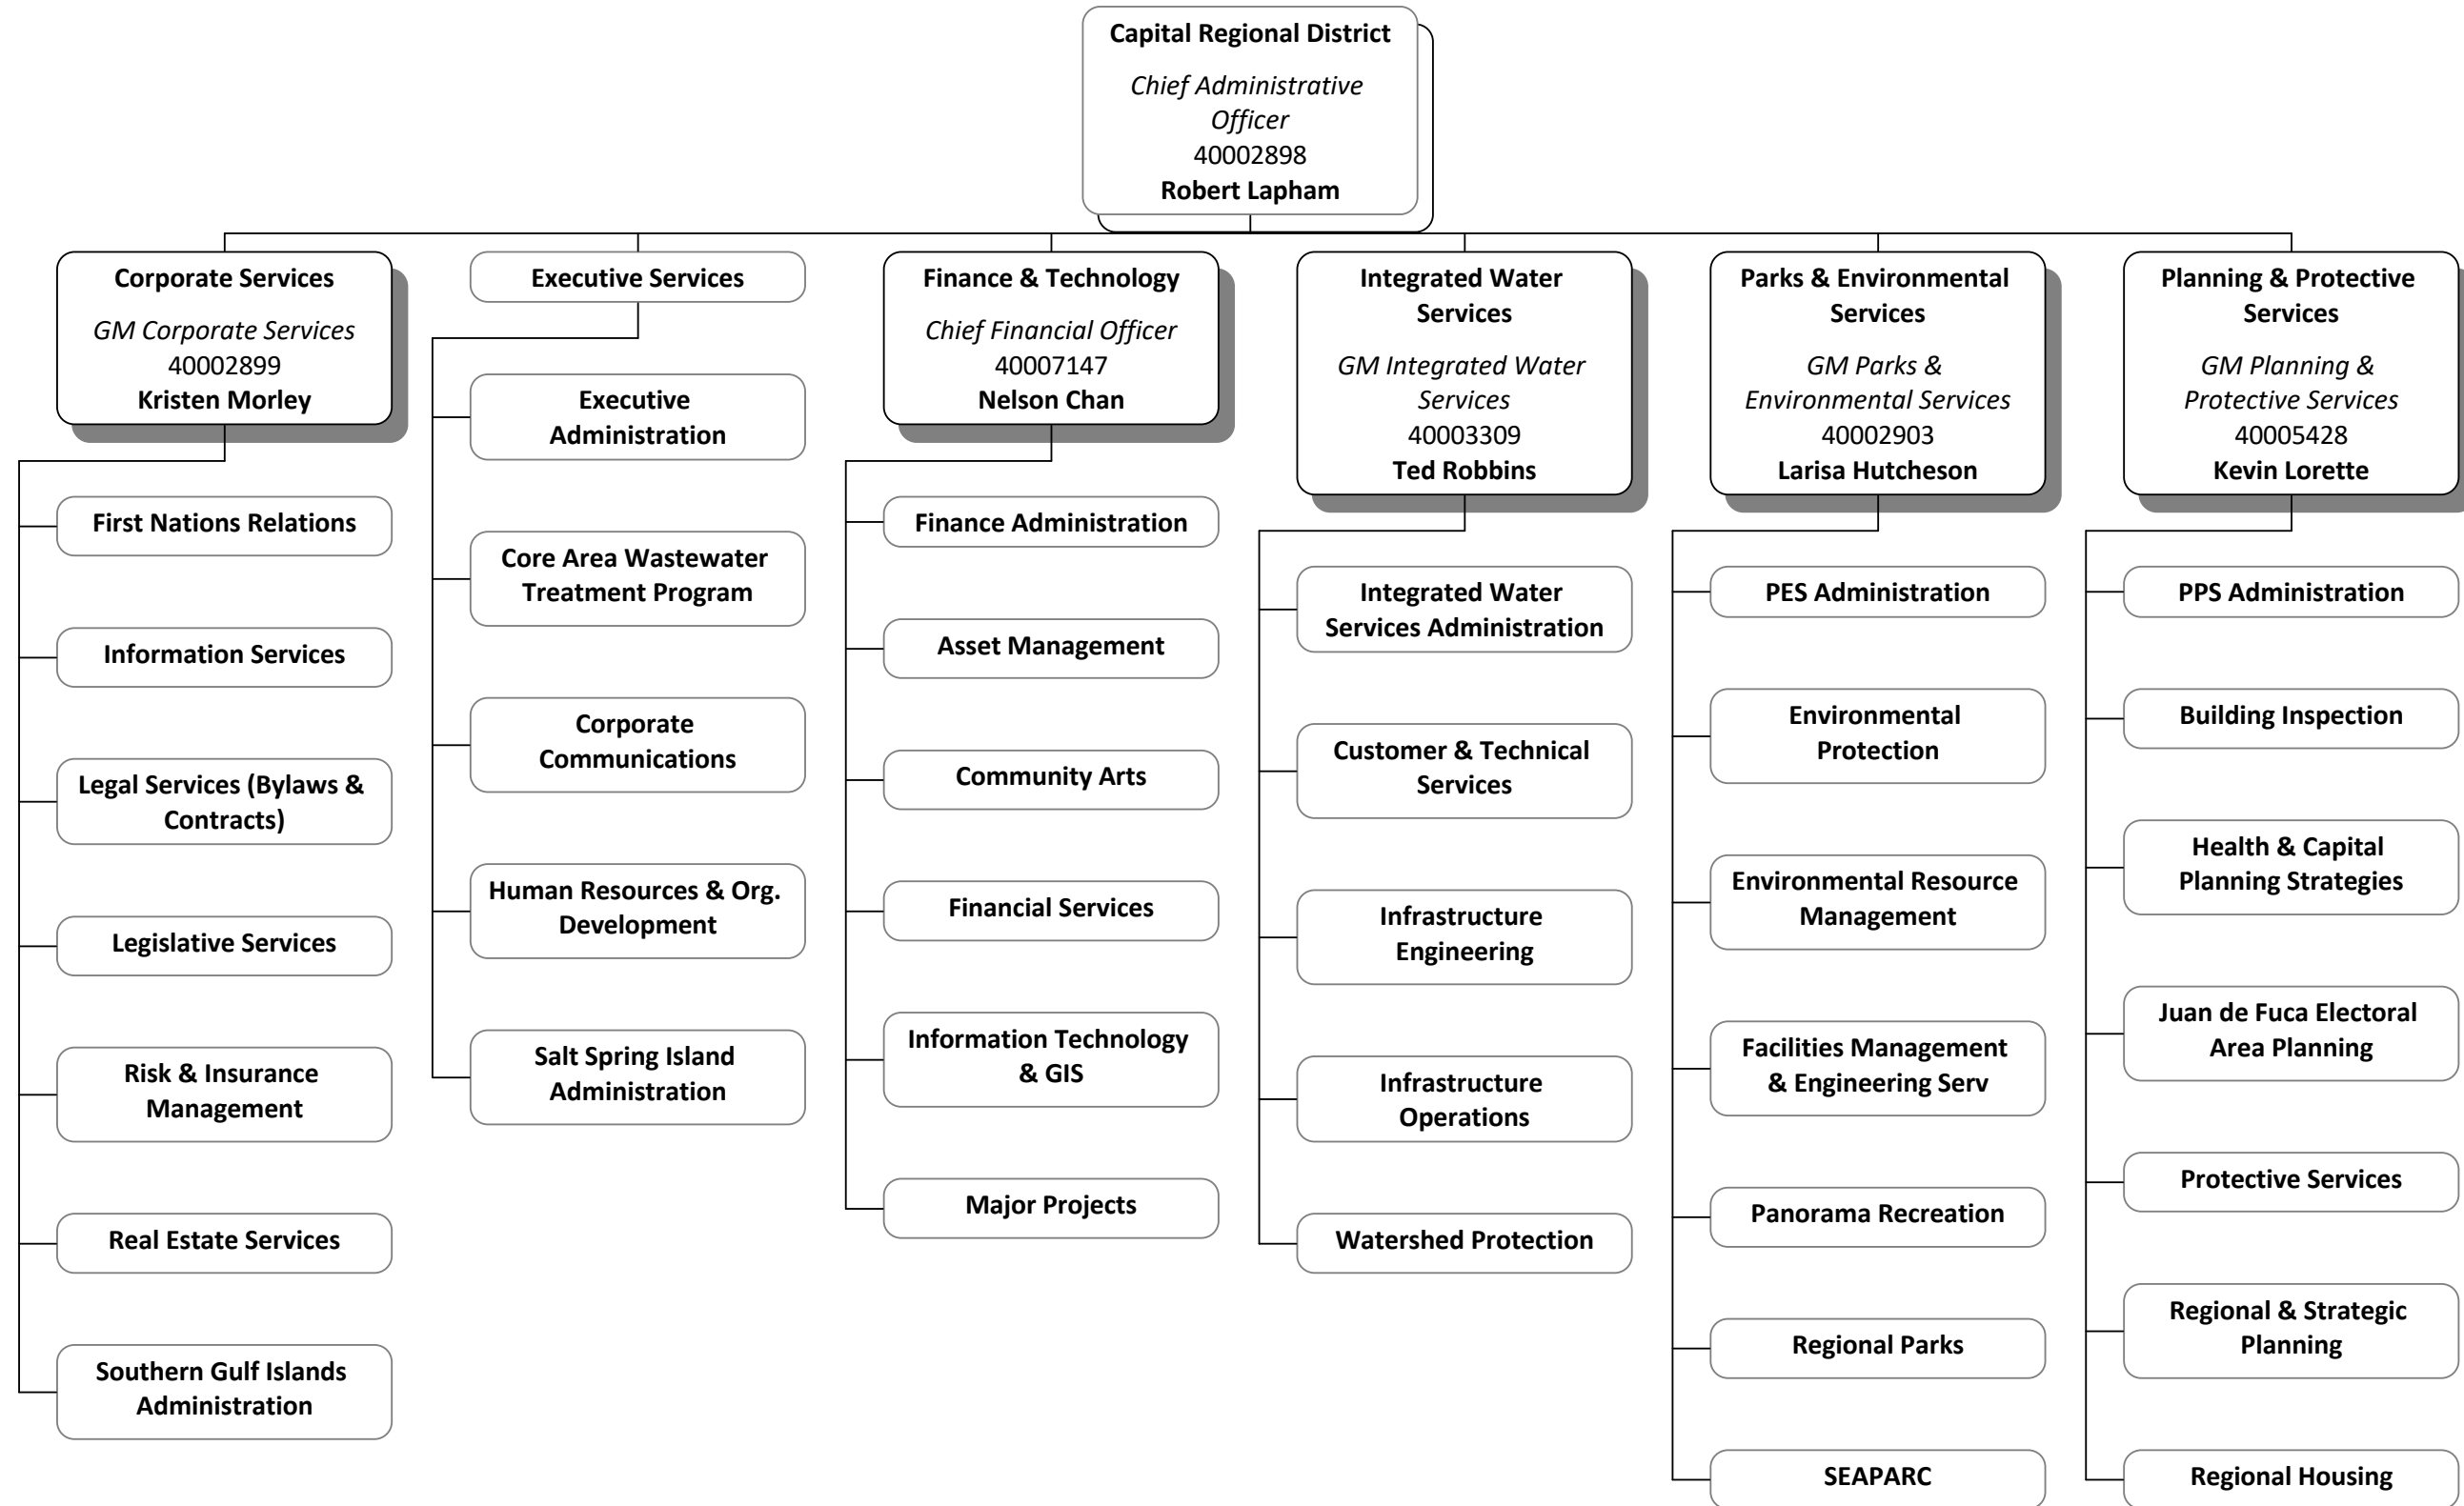 Capital Regional District
Chief Administrative
Officer
40002898
Robert Lapham
Corporate Services
GM Corporate Services
40002899
Kristen Morley
First Nations Relations
Information Services
Legal Services (Bylaws &
Contracts)
Legislative Services
Risk & Insurance
Management
Real Estate Services
Southern Gulf Islands
Administration
Executive Services
Executive
Administration
Core Area Wastewater
Treatment Program
Corporate
Communications
Human Resources & Org.
Development
Salt Spring Island
Administration
Finance & Technology
Chief Financial Officer
40007147
Nelson Chan
Finance Administration
Asset Management
Community Arts
Financial Services
Information Technology
& GIS
Major Projects
Integrated Water
Services
GM Integrated Water
Services
40003309
Ted Robbins
Integrated Water
Services Administration
Customer & Technical
Services
Infrastructure
Engineering
Infrastructure
Operations
Watershed Protection
Parks & Environmental
Services
GM Parks &
Environmental Services
40002903
Larisa Hutcheson
PES Administration
Environmental
Protection
Environmental Resource
Management
Facilities Management
& Engineering Serv
Panorama Recreation
Regional Parks
SEAPARC
Planning & Protective
Services
GM Planning &
Protective Services
40005428
Kevin Lorette
PPS Administration
Building Inspection
Health & Capital
Planning Strategies
Juan de Fuca Electoral
Area Planning
Protective Services
Regional & Strategic
Planning
Regional Housing